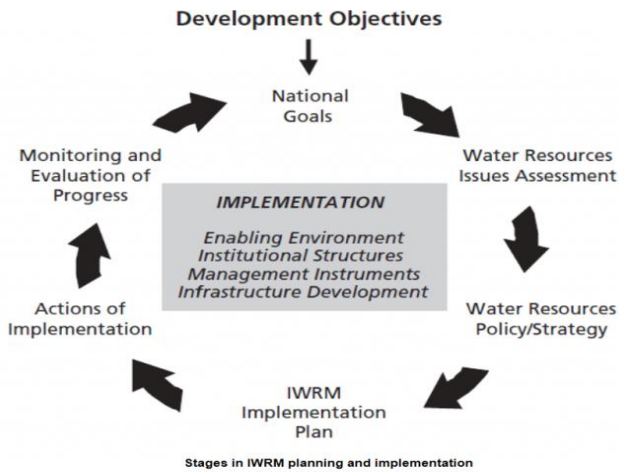 Development Objectives
National
Goals
Water Resources
Issues Assessment
Water Resources
Policy/Strategy
IWRM
Implementation
Plan
Actions of
Implementation
Monitoring and
Evaluation of
Progress
IMPLEMENTATION
Enabling Environment
Institutional Structures
Management Instruments
Infrastructure Development
Stages in IWRM planning and implementation